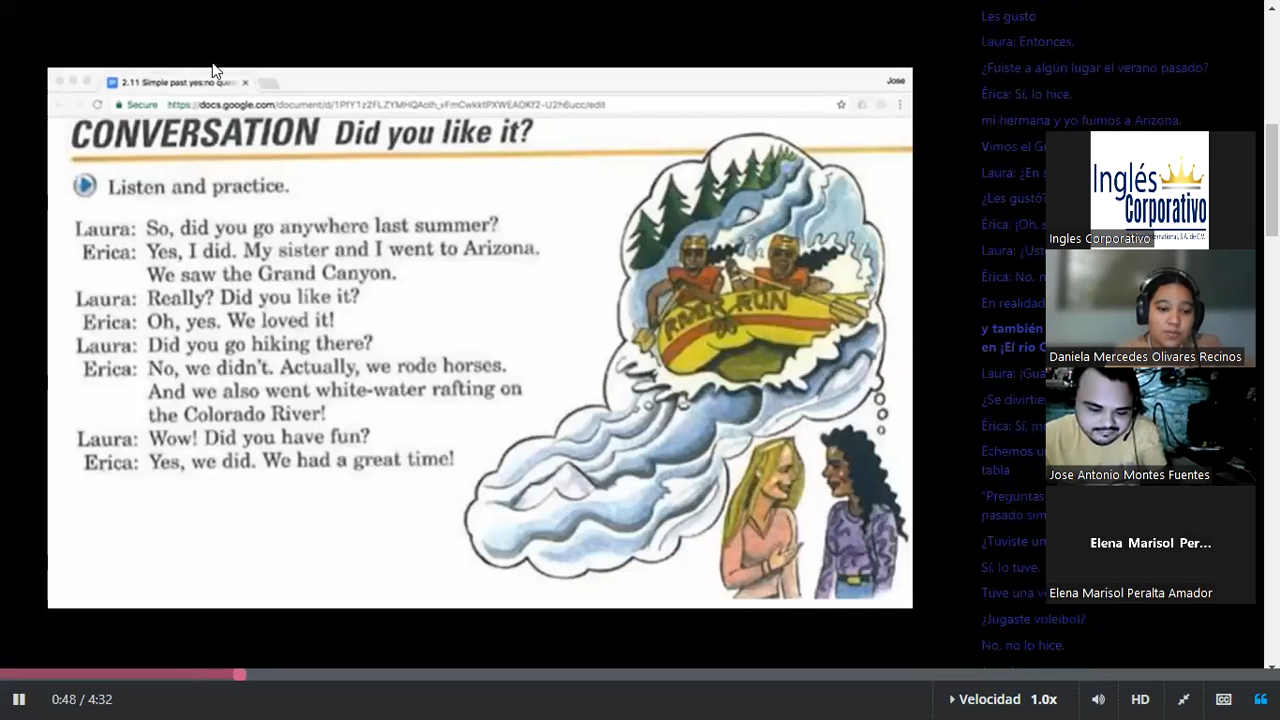 2.11 Simple past yes:no ques
Jose
Secure
https://docs.google.com/document/d/
/edit
CONVERSATION Did you like it?
Listen and practice.
Laura: So, did you go anywhere last summer?
Erica: Yes, I did. My sister and I went to Arizona.
We saw the Grand Canyon.
Laura: Really? Did you like it?
Erica: Oh, yes. We loved it!
Laura: Did you go hiking there?
Erica: No, we didn't. Actually, we rode horses.
And we also went white-water rafting on
the Colorado River!
Laura: Wow! Did you have fun?
Erica: Yes, we did. We had a great time!
RIVER RUN
Les gusto
Laura: Entonces,
¿Fuiste a algún lugar el verano pasado?
Érica: Sí, lo hice,
mi hermana y yo fuimos a Arizona.
Vimos el G
Laura: ¿En s
¿Les gustó?
Érica: ¡Oh, s
Laura: ¿Ust
Érica: No, n
En realidad
y también
en ¡El río C
Laura: ¡Gua
¿Se divirtie
Érica: Sí, ¡n
Echemos u
tabla
"Preguntas
pasado sim
¿Tuviste un
Sí, lo tuve.
Tuve una v
¿Jugaste voleibol?
No, no lo hice.
Inglés
Corporativo
Internacional, S.A. de C.V.
Ingles Corporativo
Daniela Mercedes Olivares Recinos
Jose Antonio Montes Fuentes
Elena Marisol Per...
Elena Marisol Peralta Amador
0:48 / 4:32
Velocidad 1.0x
HD
CC